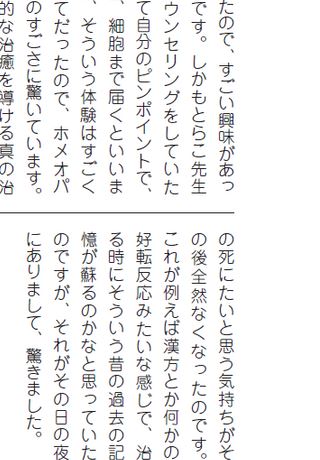 たので、すごい興味があっ
です。しかもとらこ先生
ウンセリングをしていた
て自分のピンポイントで、
、細胞まで届くといいま
、そういう体験はすごく
てだったので、ホメオパ
のすごさに驚いています。
的な治癒を導ける真の治
の死にたいと思う気持ちがそ
の後全然なくなったのです。
これが例えば漢方とか何かの
好転反応みたいな感じで、治
る時にそういう昔の過去の記
憶が蘇るのかなと思っていた
のですが、それがその日の夜
にありまして、驚きました。